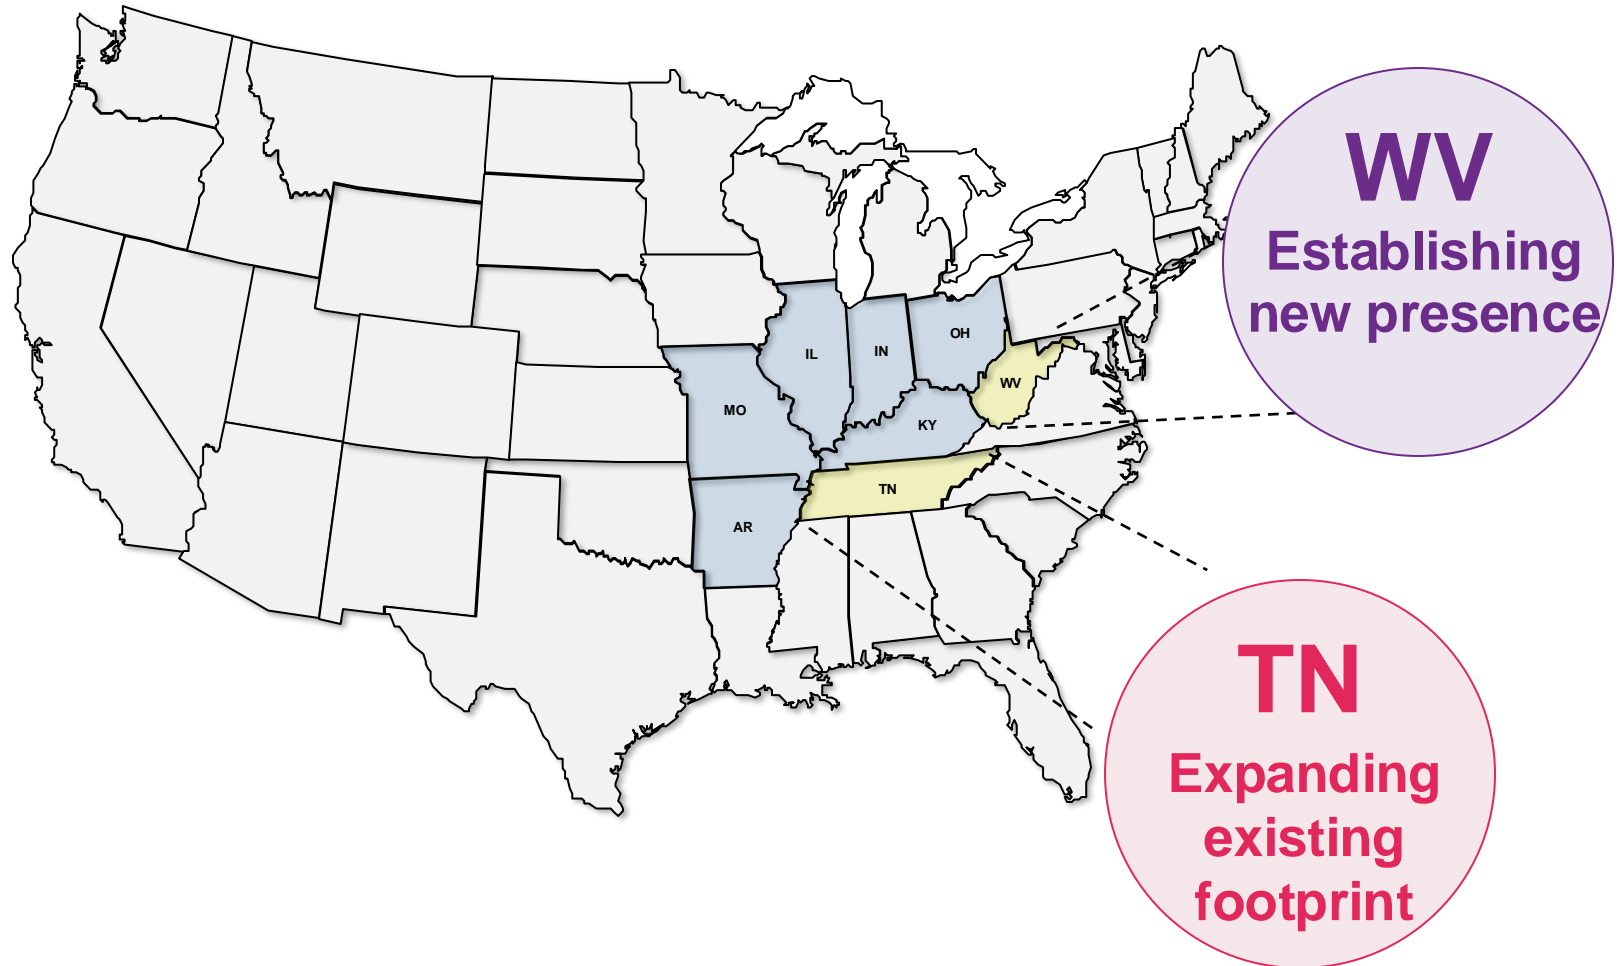 WV
Establishing
new presence
OH
IL
IN
WV
MO
KY
TN
AR
TN
Expanding
existing
footprint